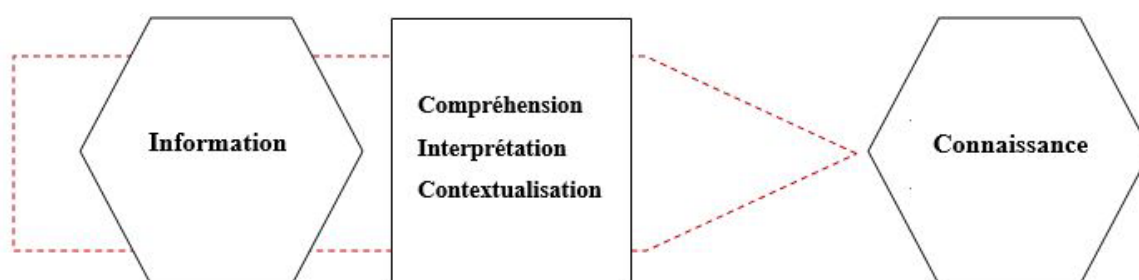 Information
Compréhension
Interprétation
Contextualisation
Connaissance